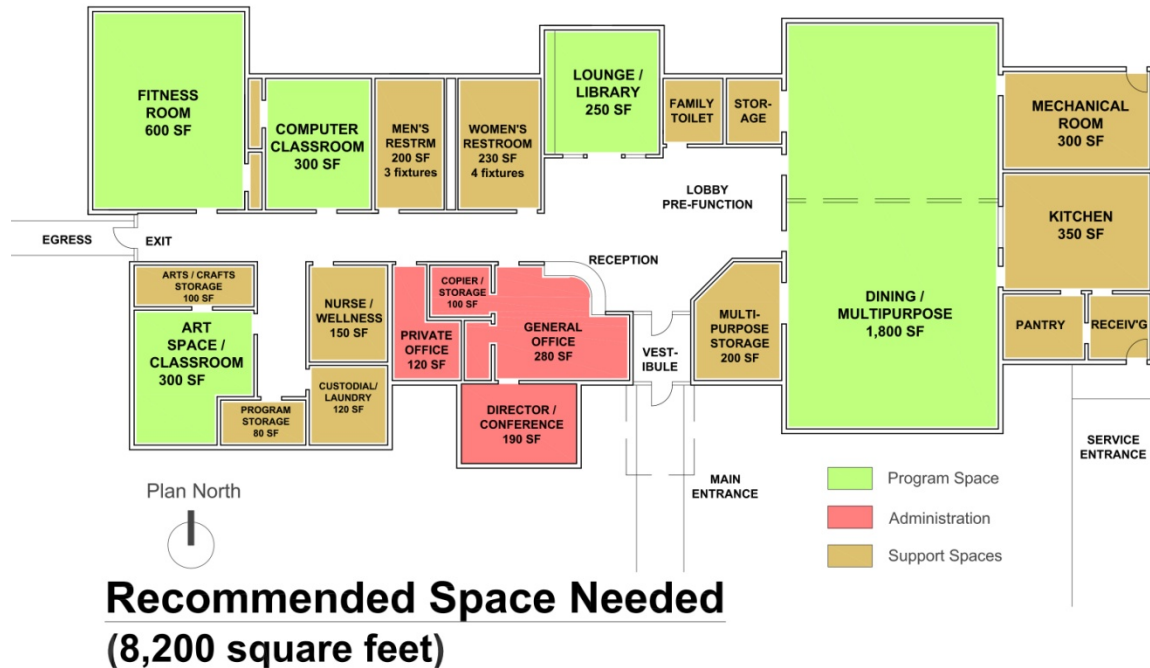 FITNESS
ROOM
600 SF
COMPUTER
CLASSROOM
300 SF
MEN'S
RESTRM
200 SF
3 fixtures
WOMEN'S
RESTROOM
230 SF
4 fixtures
LOUNGE /
LIBRARY
250 SF
FAMILY
TOILET
STOR-
AGE
MECHANICAL
ROOM
300 SF
LOBBY
PRE-FUNCTION
KITCHEN
350 SF
EGRESS
EXIT
RECEPTION
ARTS / CRAFTS
STORAGE
100 SF
NURSE /
WELLNESS
150 SF
COPIER /
STORAGE
100 SF
PRIVATE
OFFICE
120 SF
GENERAL
OFFICE
280 SF
VEST-
IBULE
MULTI-
PURPOSE
STORAGE
200 SF
DINING /
MULTIPURPOSE
1,800 SF
PANTRY
RECEIV'G
ART
SPACE /
CLASSROOM
300 SF
PROGRAM
STORAGE
80 SF
CUSTODIAL/
LAUNDRY
120 SF
DIRECTOR /
CONFERENCE
190 SF
MAIN
ENTRANCE
SERVICE
ENTRANCE
Program Space
Administration
Support Spaces
Plan North
Recommended Space Needed
(8,200 square feet)